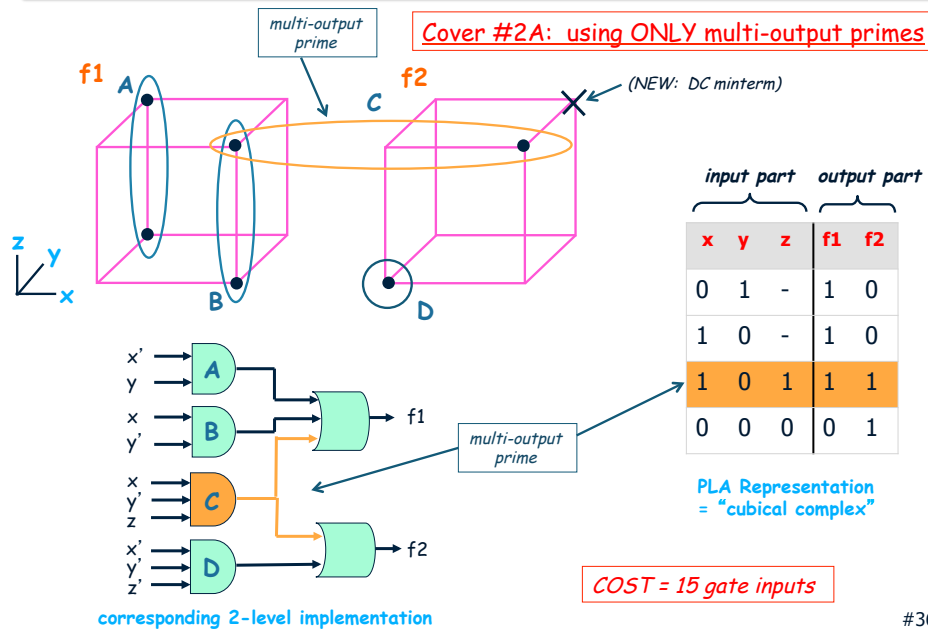 Cover #2A: using ONLY multi-output primes
multi-output
prime
f1
A
C
f2
(NEW: DC minterm)
z
y
x
B
D
input part output part
x y z f1 f2
0 1 - 1 0
1 0 - 1 0
1 0 1 1 1
0 0 0 0 1
PLA Representation
= “cubical complex”
x’
y
A
x
y’
B
f1
multi-output
prime
x
y’
z
C
x’
y’
z’
D
f2
COST = 15 gate inputs
corresponding 2-level implementation